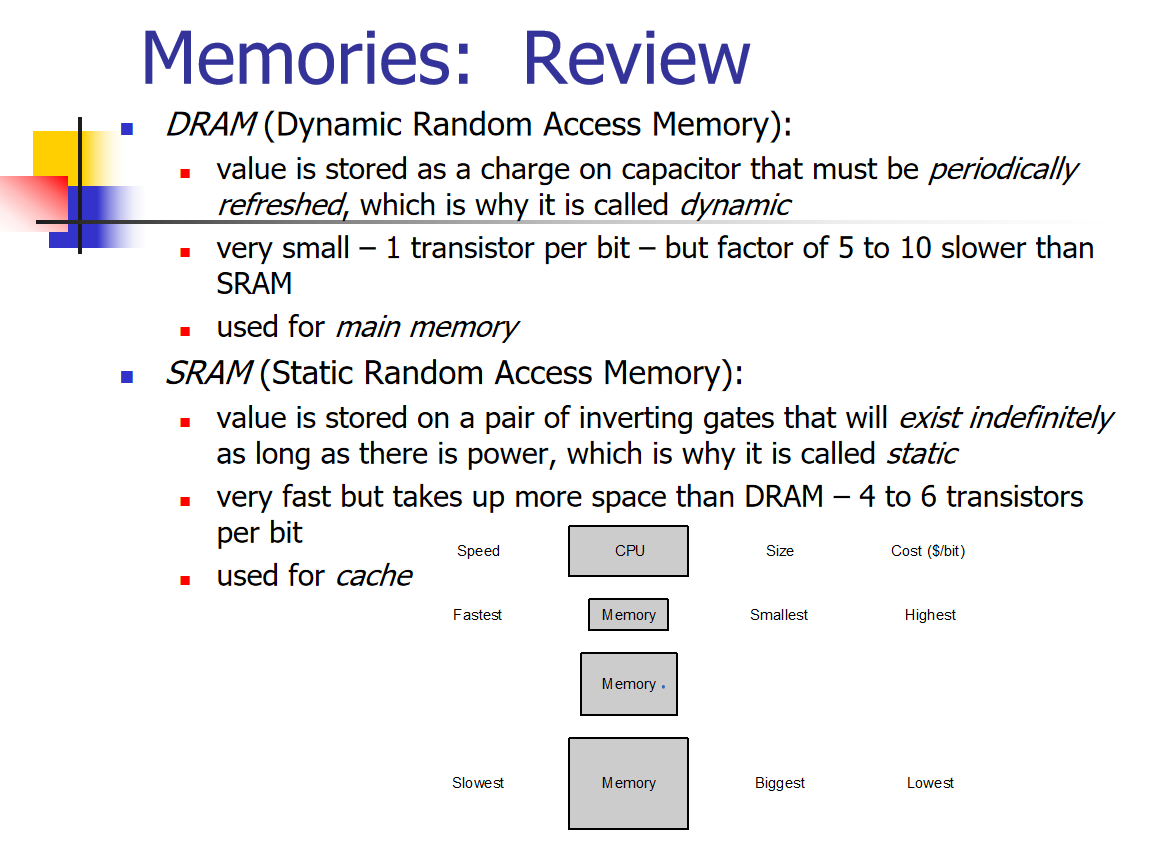 Memories: Review
DRAM (Dynamic Random Access Memory):
value is stored as a charge on capacitor that must be periodically
refreshed, which is why it is called dynamic
very small – 1 transistor per bit – but factor of 5 to 10 slower than
SRAM
used for main memory
SRAM (Static Random Access Memory):
value is stored on a pair of inverting gates that will exist indefinitely
as long as there is power, which is why it is called static
very fast but takes up more space than DRAM – 4 to 6 transistors
per bit
used for cache
Speed CPU Size Cost ($/bit)
Fastest Memory Smallest Highest
Memory
Slowest Memory Biggest Lowest